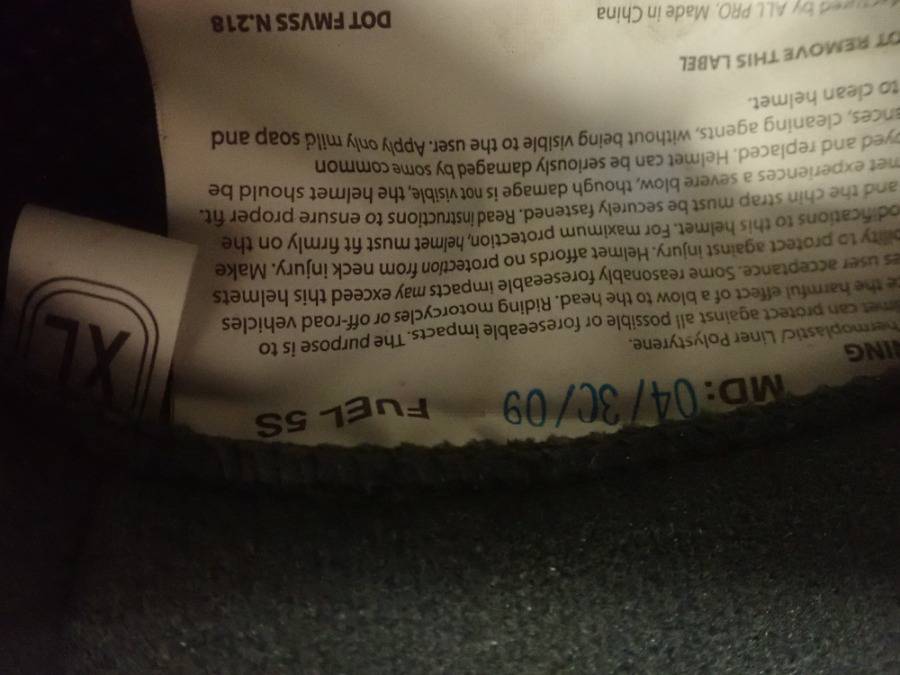 MD: 04/30/09 FUEL 5S
NING
hermoplastic/ Liner Polystyrene.
met can protect against all possible or foreseeable impacts. The purpose is to
the harmful effect of a blow to the head. Riding motorcycles or off-road vehicles
es user acceptance. Some reasonably foreseeable impacts may exceed this helmets
bility to protect against injury. Helmet affords no protection from neck injury. Make
odifications to this helmet. For maximum protection, helmet must fit firmly on the
and the chin strap must be securely fastened. Read instructions to ensure proper fit.
met experiences a severe blow, though damage is not visible, the helmet should be
oyed and replaced. Helmet can be seriously damaged by some common
ances, cleaning agents, without being visible to the user. Apply only mild soap and
to clean helmet.
OT REMOVE THIS LABEL
by ALL PRO, Made in China
DOT FMVSS N.218
XL